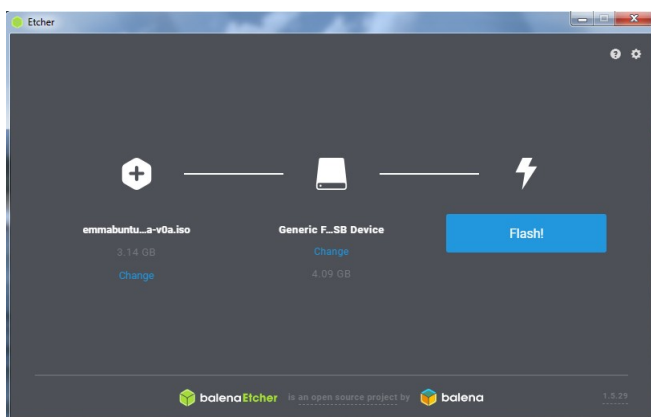 Etcher
emmabuntu...a-v0a.iso
Generic F...SB Device
Flash!
3.14 GB
Change
Change
4.09 GB
balenaEtcher is an open source project by balena
1.5.29